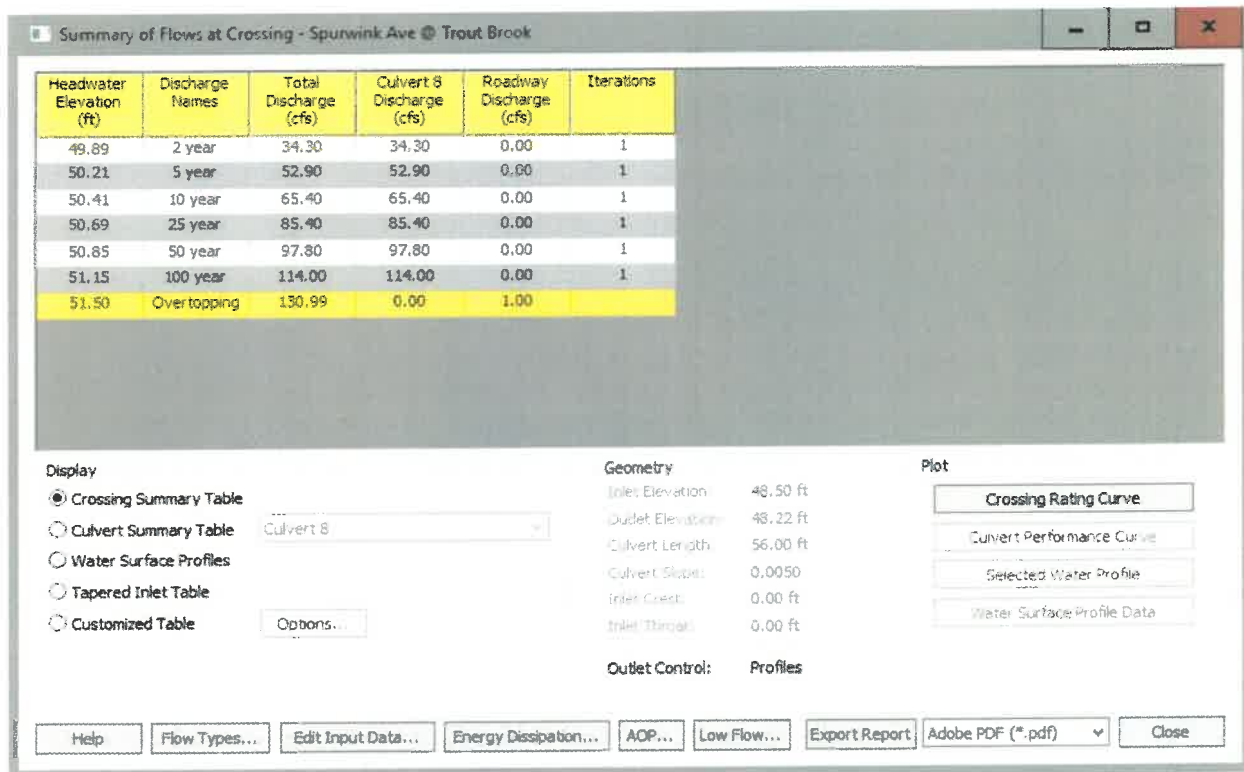 Summary of Flows at Crossing - Spurwink Ave @ Trout Brook
Headwater Elevation (ft) Discharge Names Total Discharge (cfs) Culvert 8 Discharge (cfs) Roadway Discharge (cfs) Iterations
49.89 2 year 34.30 34.30 0.00 1
50.21 5 year 52.90 52.90 0.00 1
50.41 10 year 65.40 65.40 0.00 1
50.69 25 year 85.40 85.40 0.00 1
50.85 50 year 97.80 97.80 0.00 1
51.15 100 year 114.00 114.00 0.00 1
51.50 Overtopping 130.99 0.00 1.00
Display
Crossing Summary Table
Culvert Summary Table Culvert 8
Water Surface Profiles
Tapered Inlet Table
Customized Table Options...
Geometry
Inlet Elevation: 48.50 ft
Outlet Elevation: 48.22 ft
Culvert Length: 56.00 ft
Culvert Slope: 0.0050
Inlet Crest: 0.00 ft
Inlet Throat: 0.00 ft
Outlet Control: Profiles
Plot
Crossing Rating Curve
Culvert Performance Curve
Selected Water Profile
Water Surface Profile Data
Help Flow Types... Edit Input Data... Energy Dissipation... AOP... Low Flow... Export Report Adobe PDF (*.pdf) Close